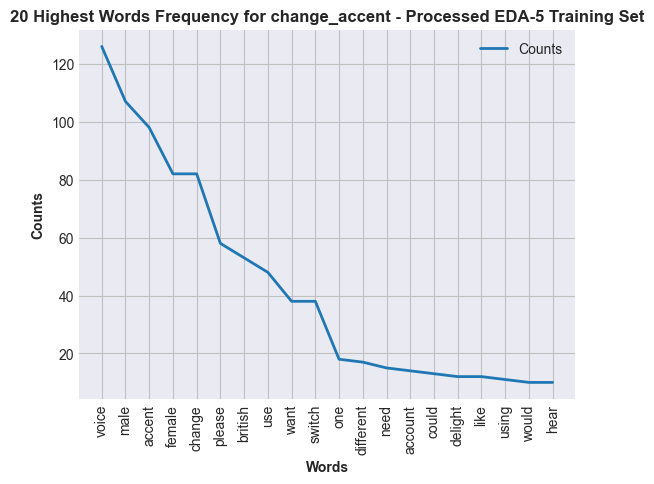 20 Highest Words Frequency for change_accent - Processed EDA-5 Training Set
Counts
120
100
80
60
40
20
Counts
voice
male
accent
female
change
please
british
use
want
switch
one
different
need
account
could
delight
like
using
would
hear
Words